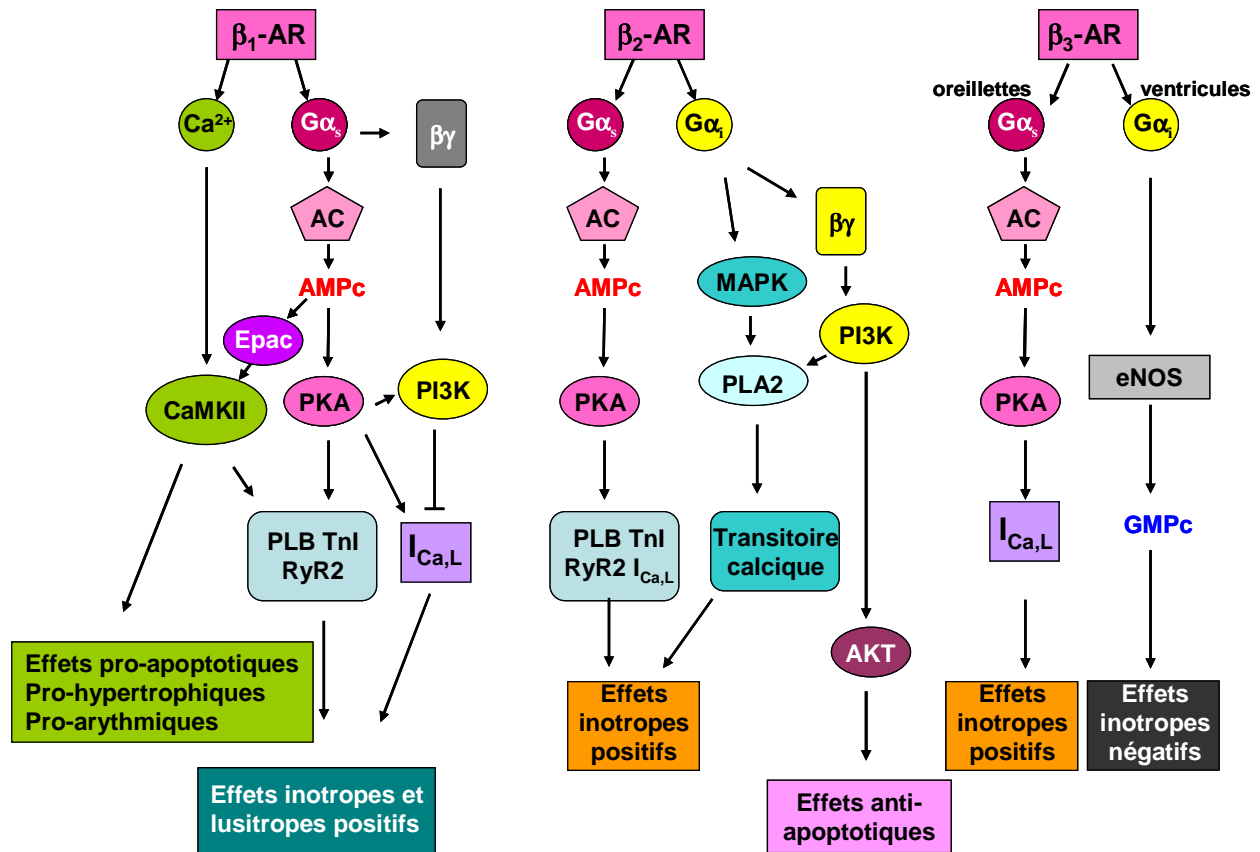 β₁-AR
Ca²⁺
Gαₛ
βγ
AC
AMPc
Epac
CaMKII
PKA
PI3K
PLB TnI
RyR2
I_Ca,L
Effets pro-apoptotiques
Pro-hypertrophiques
Pro-arythmiques
Effets inotropes et
lusitropes positifs
β₂-AR
Gαₛ
Gαᵢ
AC
βγ
AMPc
MAPK
PI3K
PKA
PLA2
PLB TnI
RyR2 I_Ca,L
Transitoire
calcique
AKT
Effets
inotropes
positifs
Effets anti-
apoptotiques
β₃-AR
oreillettes
ventricules
Gαₛ
Gαᵢ
AC
AMPc
eNOS
PKA
I_Ca,L
GMPc
Effets
inotropes
positifs
Effets
inotropes
négatifs